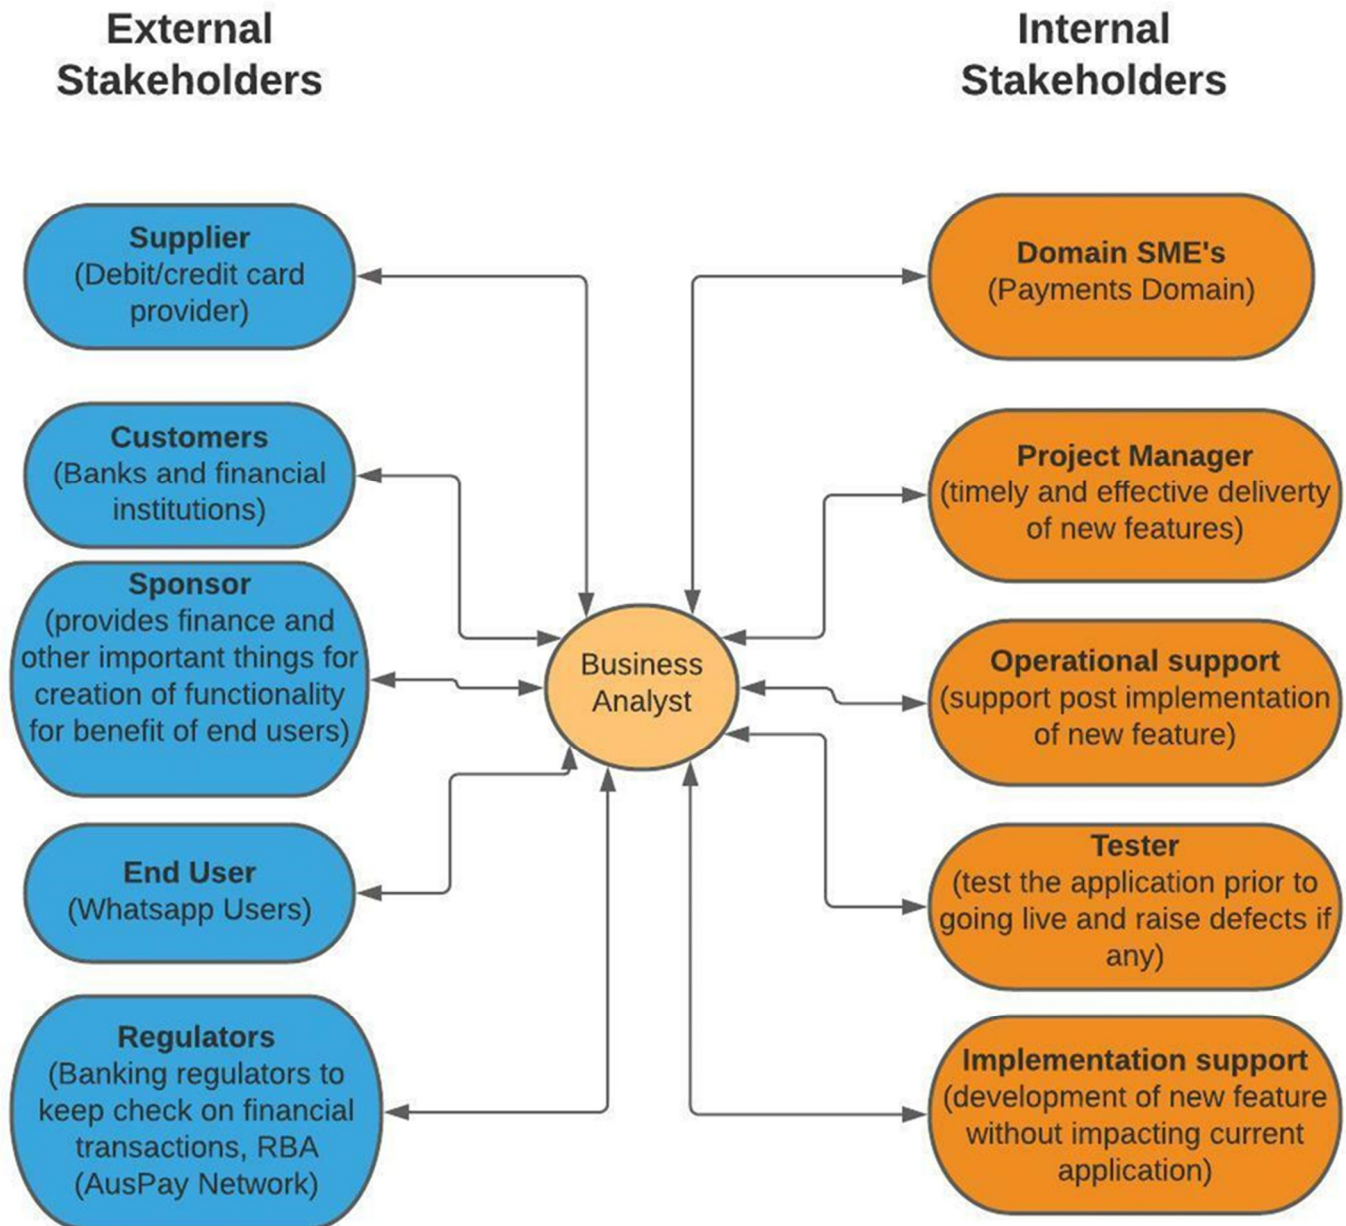 External
Stakeholders
Internal
Stakeholders
Supplier
(Debit/credit card
provider)
Customers
(Banks and financial
institutions)
Sponsor
(provides finance and
other important things for
creation of functionality
for benefit of end users)
End User
(Whatsapp Users)
Regulators
(Banking regulators to
keep check on financial
transactions, RBA
(AusPay Network)
Business
Analyst
Domain SME's
(Payments Domain)
Project Manager
(timely and effective deliverty
of new features)
Operational support
(support post implementation
of new feature)
Tester
(test the application prior to
going live and raise defects if
any)
Implementation support
(development of new feature
without impacting current
application)